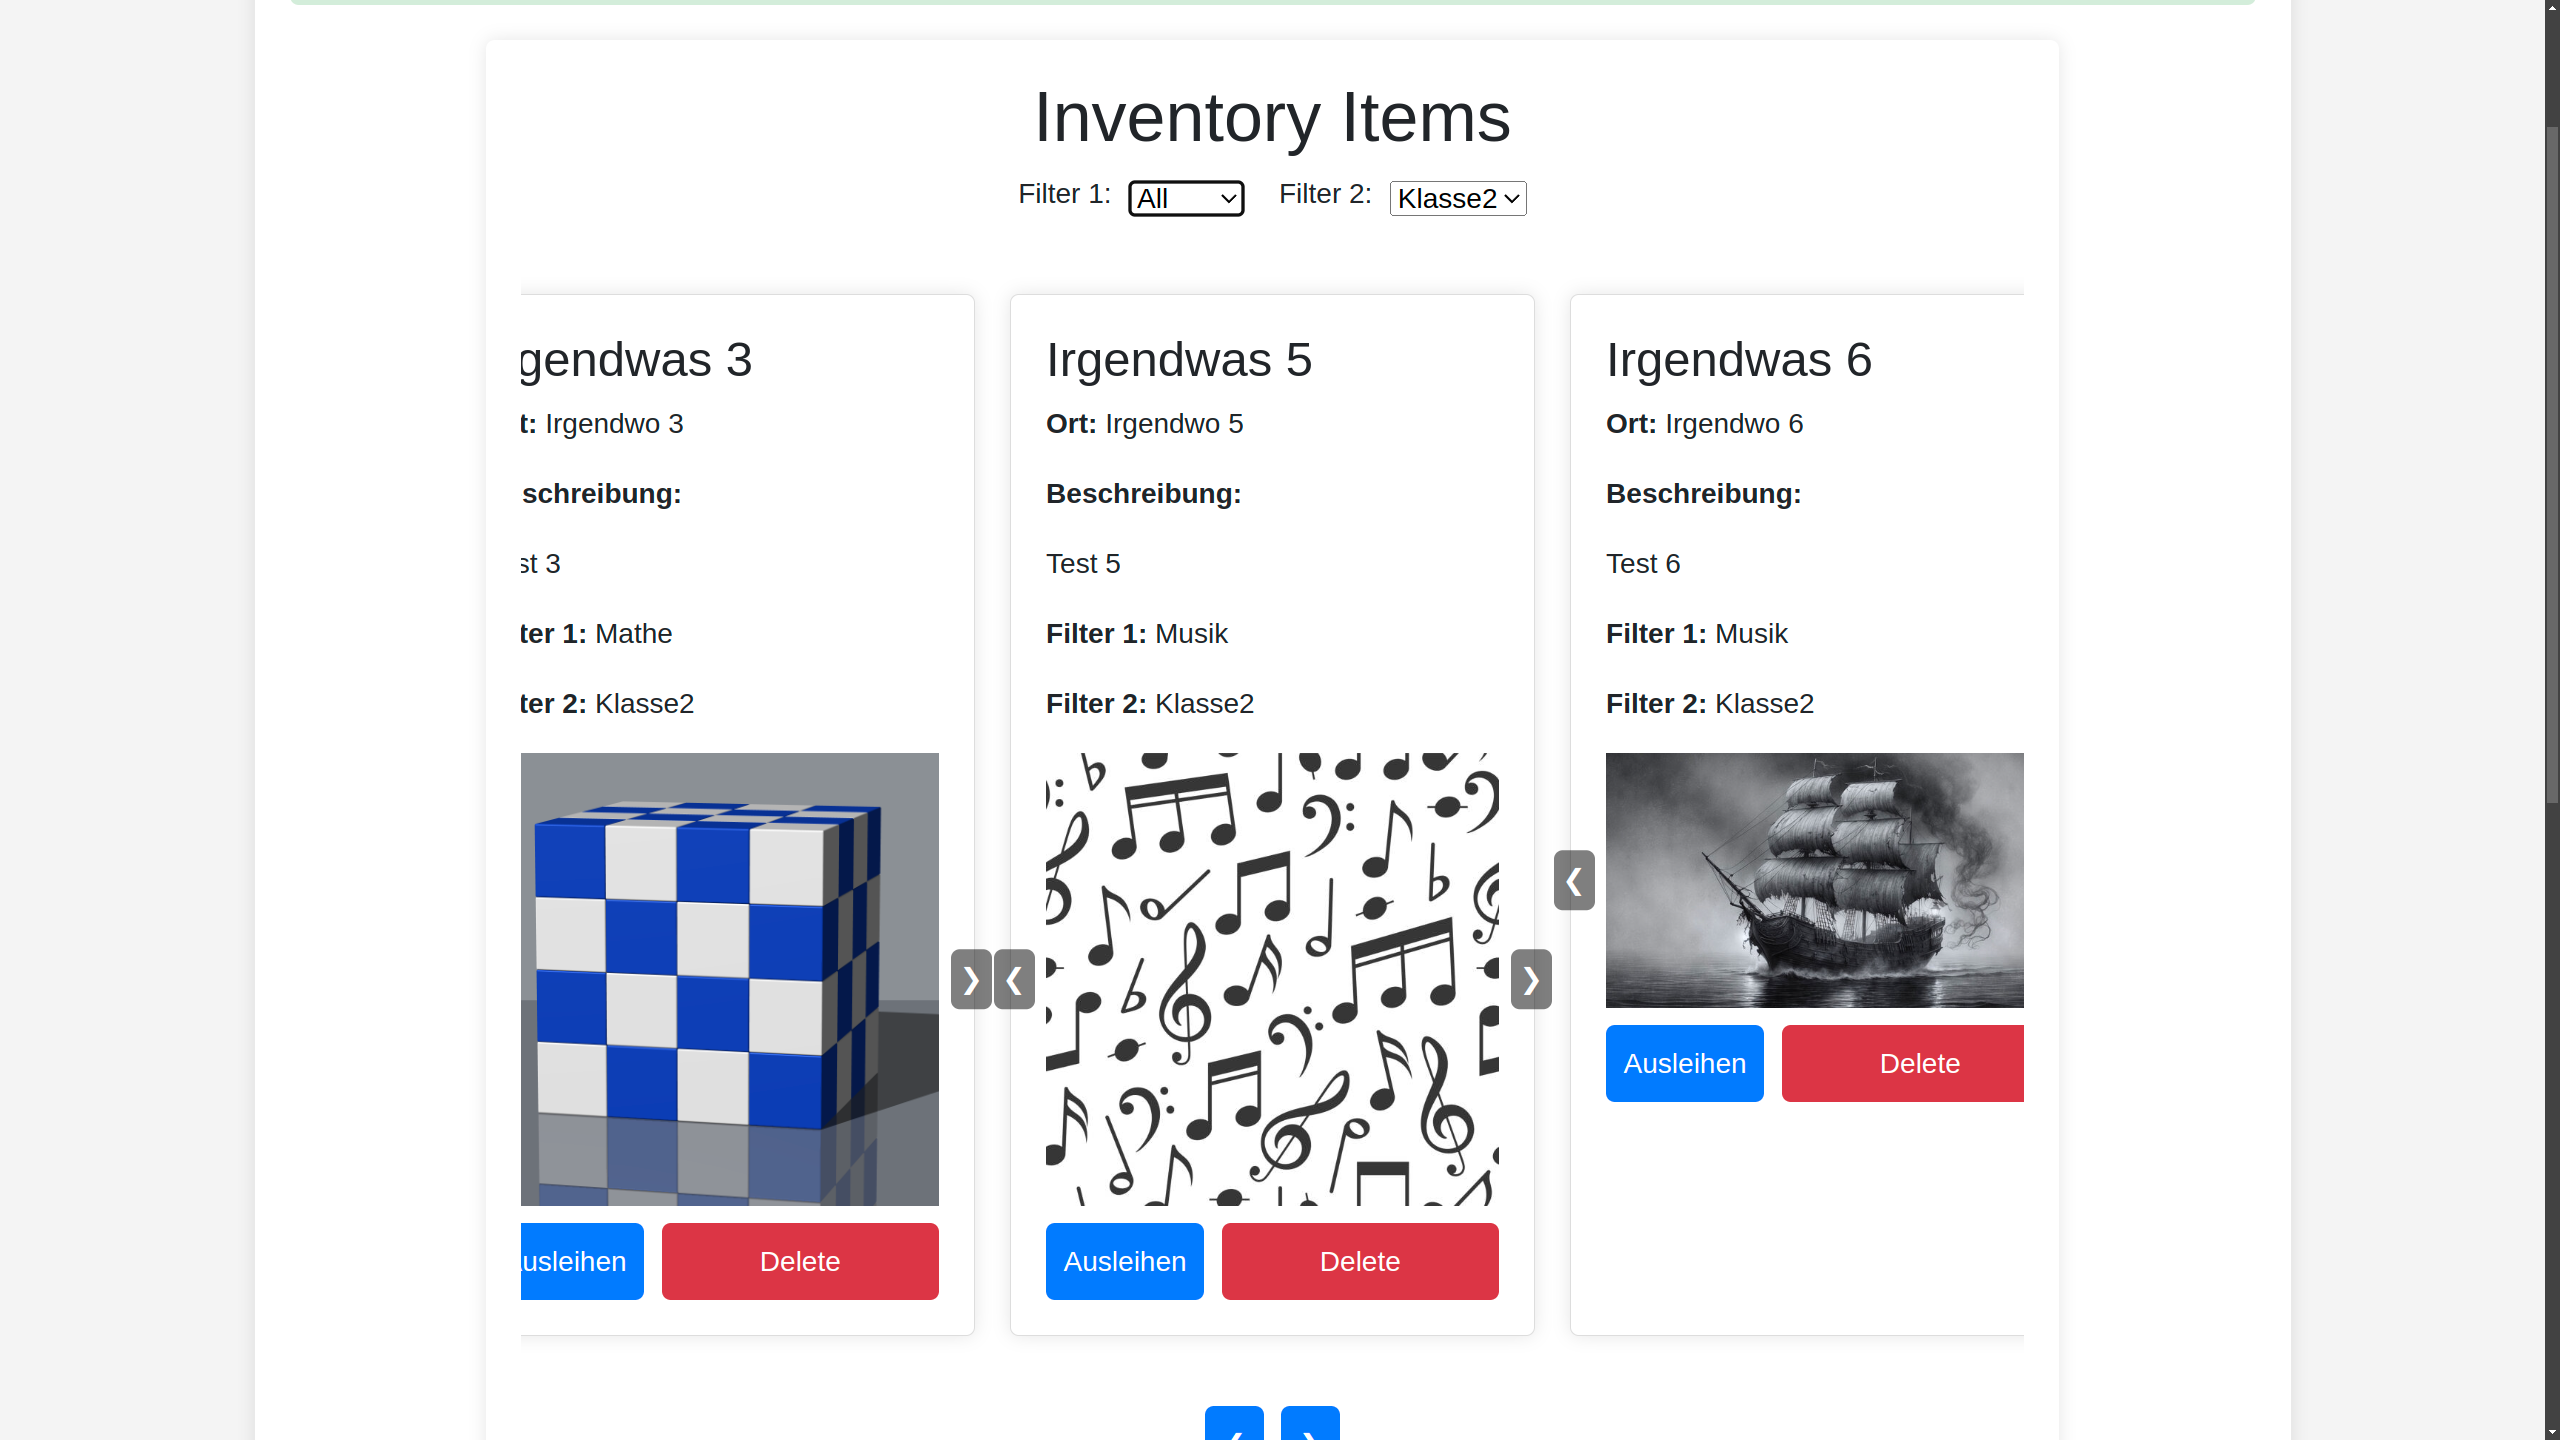 Inventory Items
Filter 1: All Filter 2: Klasse2
gendwas 3
t: Irgendwo 3
schreibung:
st 3
ter 1: Mathe
ter 2: Klasse2
usleihen Delete
Irgendwas 5
Ort: Irgendwo 5
Beschreibung:
Test 5
Filter 1: Musik
Filter 2: Klasse2
Ausleihen Delete
Irgendwas 6
Ort: Irgendwo 6
Beschreibung:
Test 6
Filter 1: Musik
Filter 2: Klasse2
Ausleihen Delete